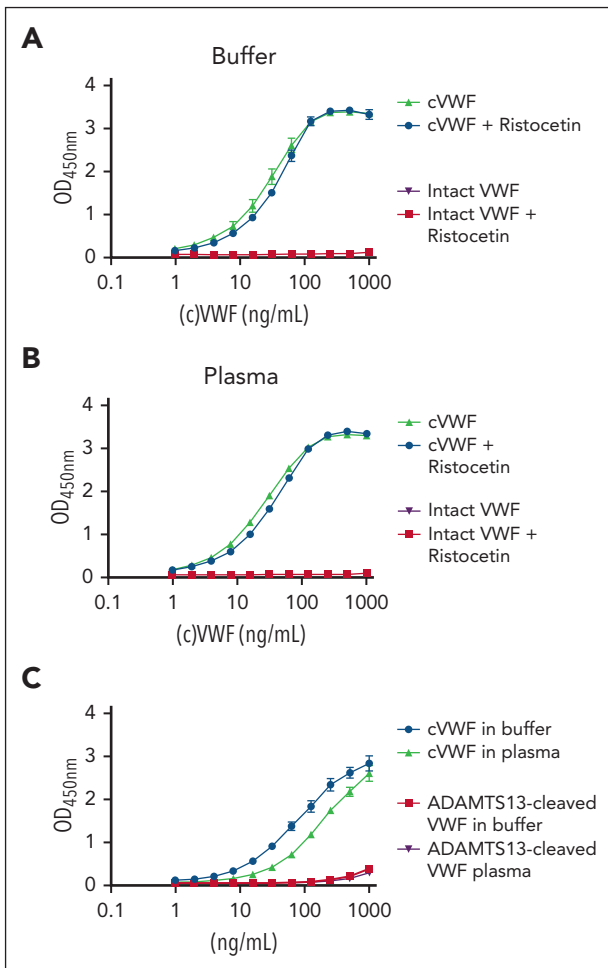 A
Buffer
4
3
2
1
0
OD450nm
0.1 1 10 100 1000
(c)VWF (ng/mL)
cVWF
cVWF + Ristocetin
Intact VWF
Intact VWF +
Ristocetin
B
Plasma
4
3
2
1
0
OD450nm
0.1 1 10 100 1000
(c)VWF (ng/mL)
cVWF
cVWF +
Ristocetin
Intact VWF
Intact VWF +
Ristocetin
C
4
3
2
1
0
OD450nm
0.1 1 10 100 1000
(ng/mL)
cVWF in buffer
cVWF in plasma
ADAMTS13-cleaved
VWF in buffer
ADAMTS13-cleaved
VWF plasma